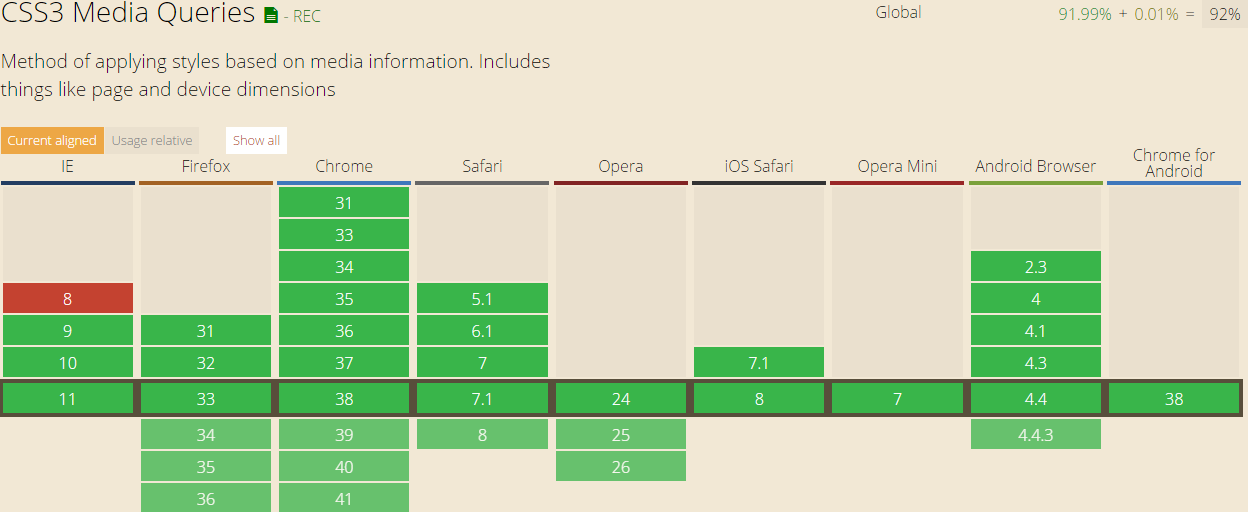 CSS3 Media Queries - REC
Global
91.99% + 0.01% = 92%
Method of applying styles based on media information. Includes
things like page and device dimensions
Current aligned Usage relative Show all
IE Firefox Chrome Safari Opera iOS Safari Opera Mini Android Browser Chrome for
Android
31
33
34 2.3
8 35 5.1 4
9 31 36 6.1 4.1
10 32 37 7 7.1 4.3
11 33 38 7.1 24 8 7 4.4 38
34 39 8 25 4.4.3
35 40 26
36 41